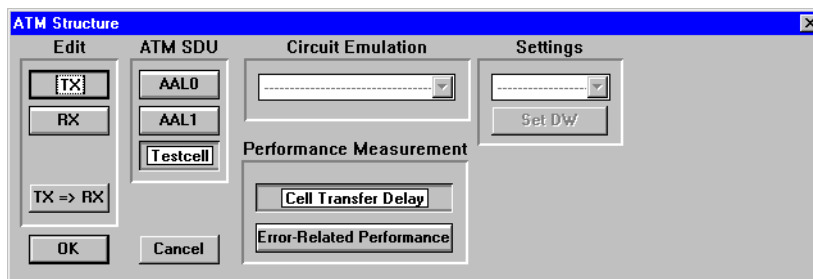 ATM Structure
Edit
ATM SDU
Circuit Emulation
Settings
TX
AAL0
--------------------------------
----------------------
RX
AAL1
Set DW
Testcell
Performance Measurement
TX => RX
Cell Transfer Delay
OK
Cancel
Error-Related Performance